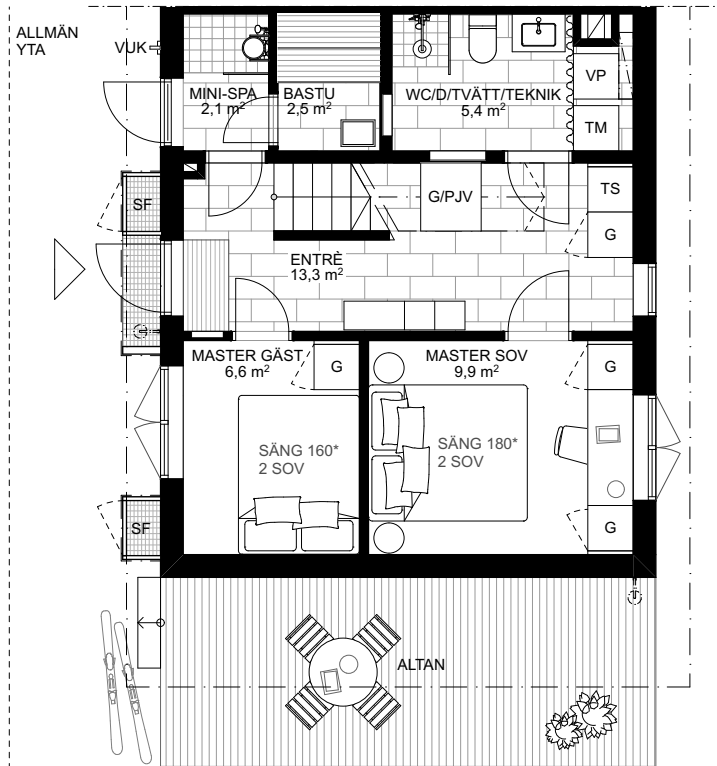 ALLMÄN
YTA
VUK
MINI-SPA
2,1 m²
BASTU
2,5 m²
WC/D/TVÄTT/TEKNIK
5,4 m²
VP
TM
SF
G/PJV
TS
G
ENTRÈ
13,3 m²
MASTER GÄST
6,6 m²
G
MASTER SOV
9,9 m²
G
SÄNG 160*
2 SOV
SÄNG 180*
2 SOV
SF
G
ALTAN